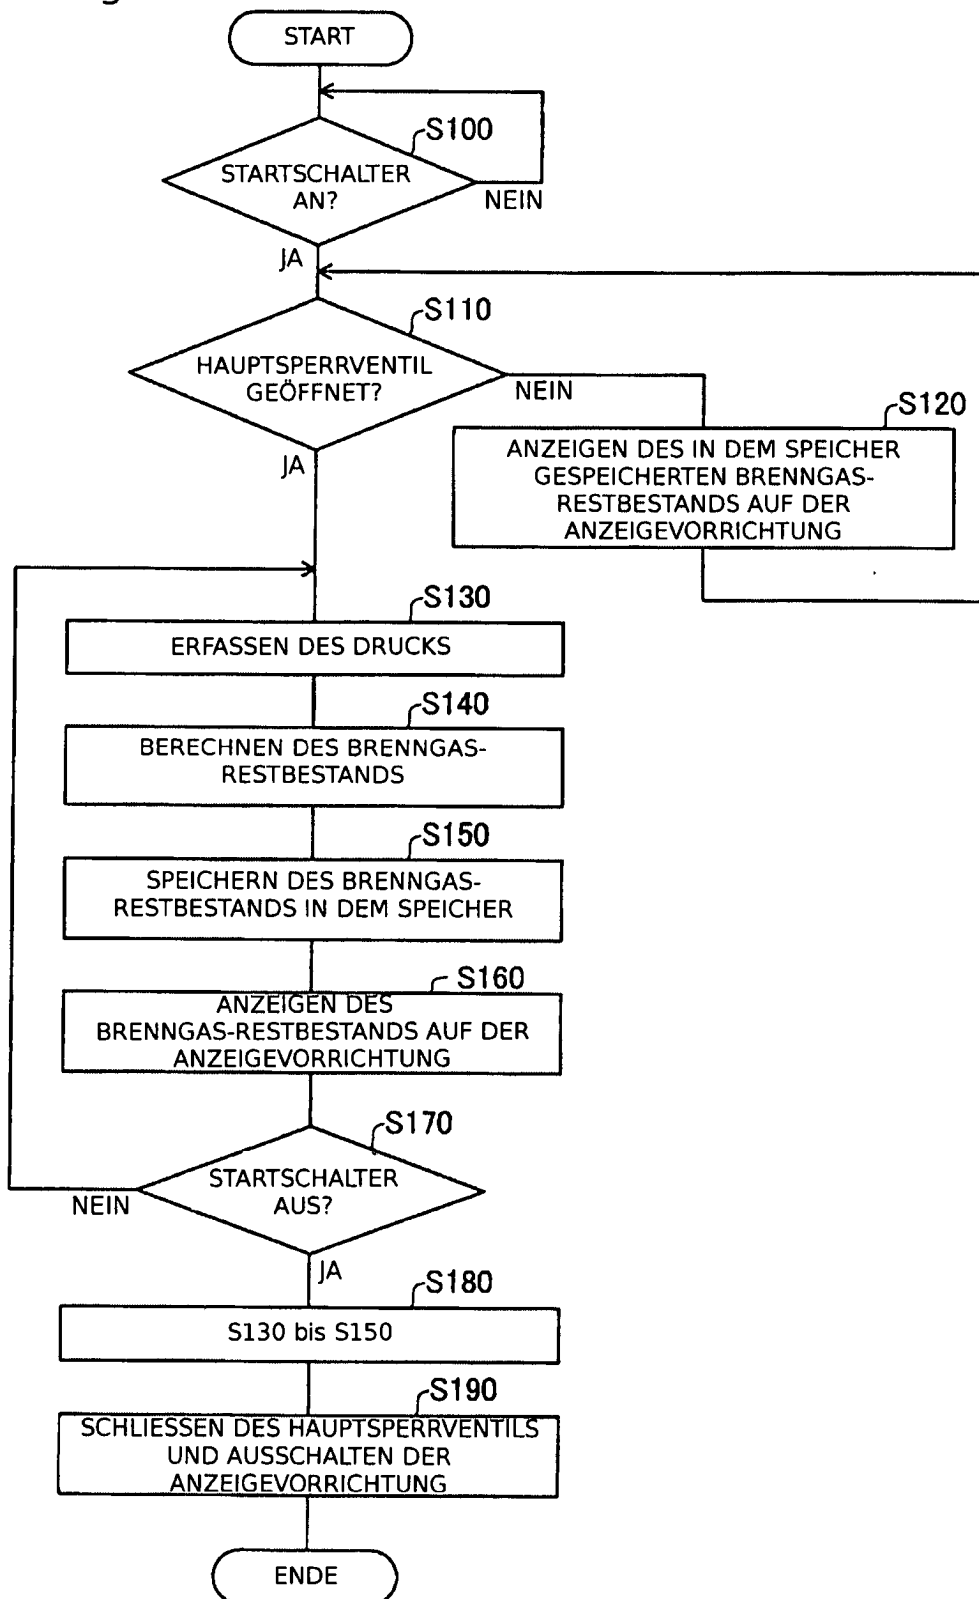 START
S100
STARTSCHALTER
AN?
NEIN
JA
S110
HAUPTSPERRVENTIL
GEÖFFNET?
NEIN
JA
S120
ANZEIGEN DES IN DEM SPEICHER
GESPEICHERTEN BRENNGAS-
RESTBESTANDS AUF DER
ANZEIGEVORRICHTUNG
S130
ERFASSEN DES DRUCKS
S140
BERECHNEN DES BRENNGAS-
RESTBESTANDS
S150
SPEICHERN DES BRENNGAS-
RESTBESTANDS IN DEM SPEICHER
S160
ANZEIGEN DES
BRENNGAS-RESTBESTANDS AUF DER
ANZEIGEVORRICHTUNG
S170
STARTSCHALTER
AUS?
NEIN
JA
S180
S130 bis S150
S190
SCHLIESSEN DES HAUPTSPERRVENTILS
UND AUSSCHALTEN DER
ANZEIGEVORRICHTUNG
ENDE